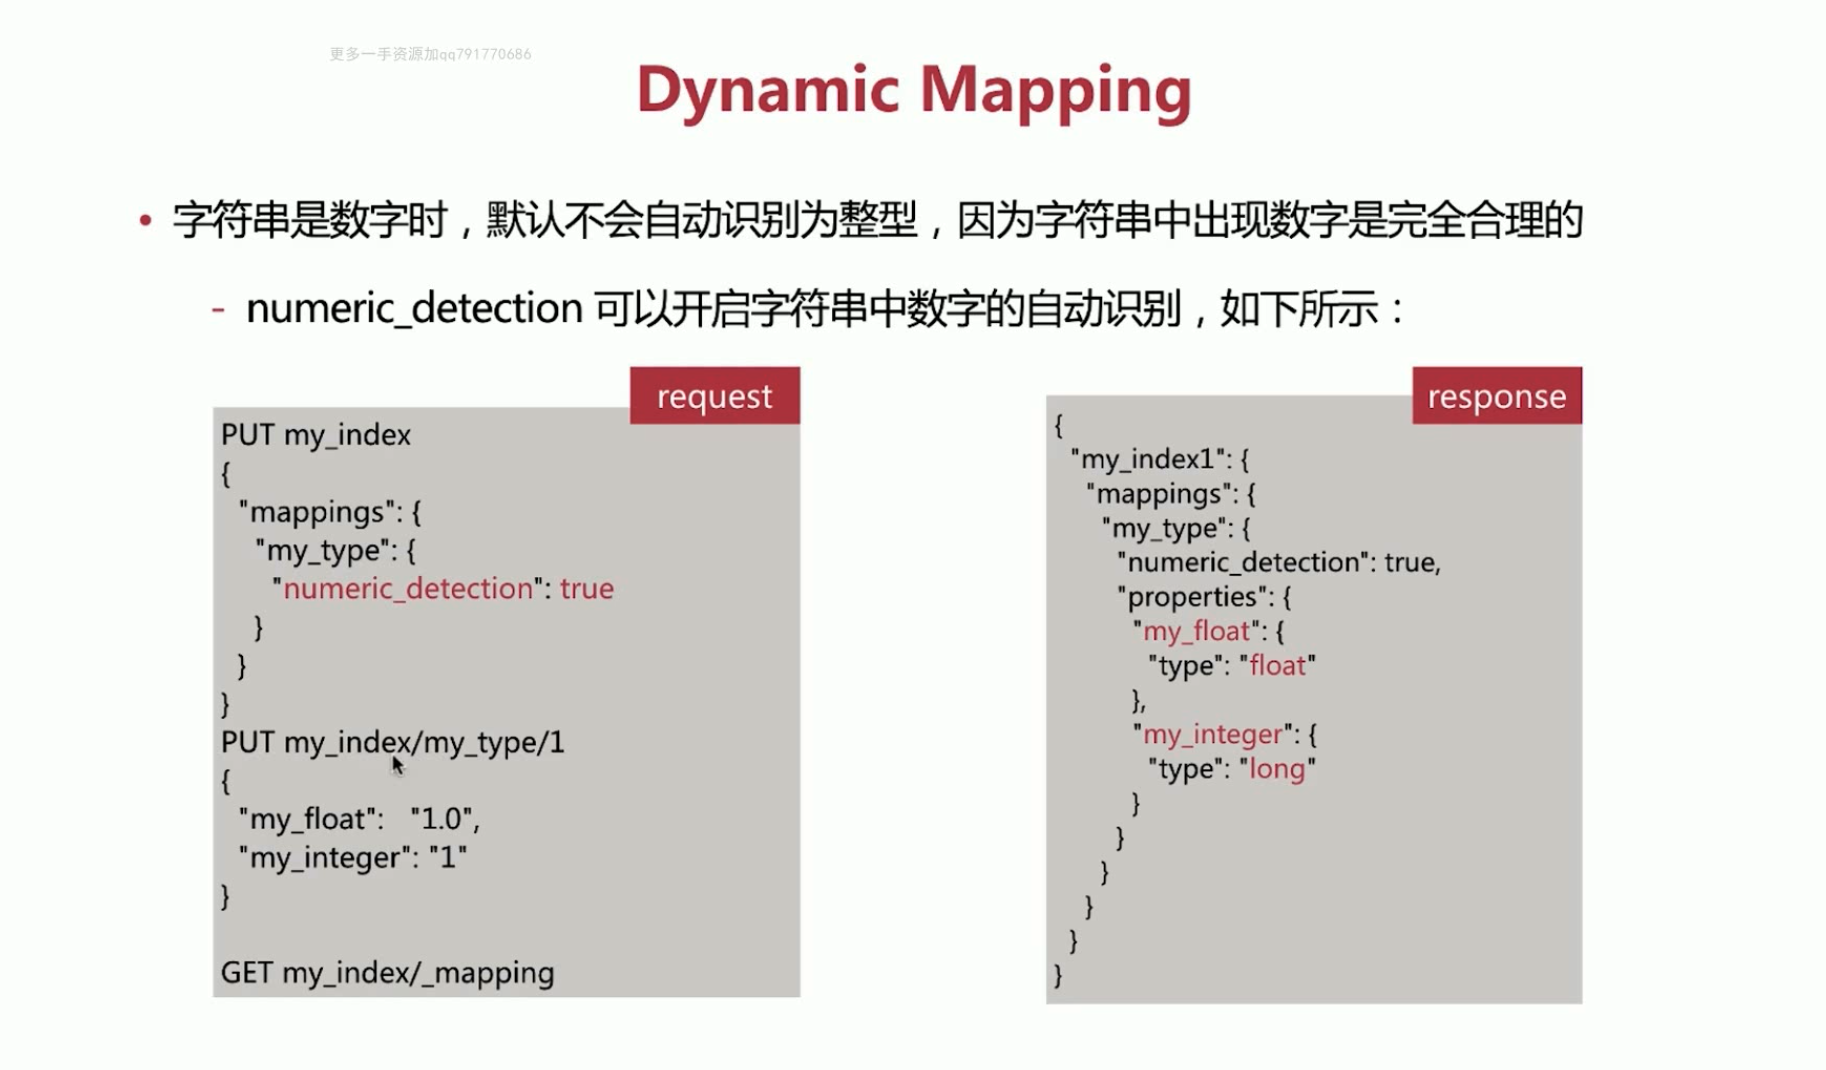 更多一手资源加qq791770686
Dynamic Mapping
• 字符串是数字时，默认不会自动识别为整型，因为字符串中出现数字是完全合理的
- numeric_detection 可以开启字符串中数字的自动识别，如下所示：
request
PUT my_index
{
"mappings": {
"my_type": {
"numeric_detection": true
}
}
}
PUT my_index/my_type/1
{
"my_float": "1.0",
"my_integer": "1"
}
GET my_index/_mapping
response
{
"my_index1": {
"mappings": {
"my_type": {
"numeric_detection": true,
"properties": {
"my_float": {
"type": "float"
},
"my_integer": {
"type": "long"
}
}
}
}
}
}